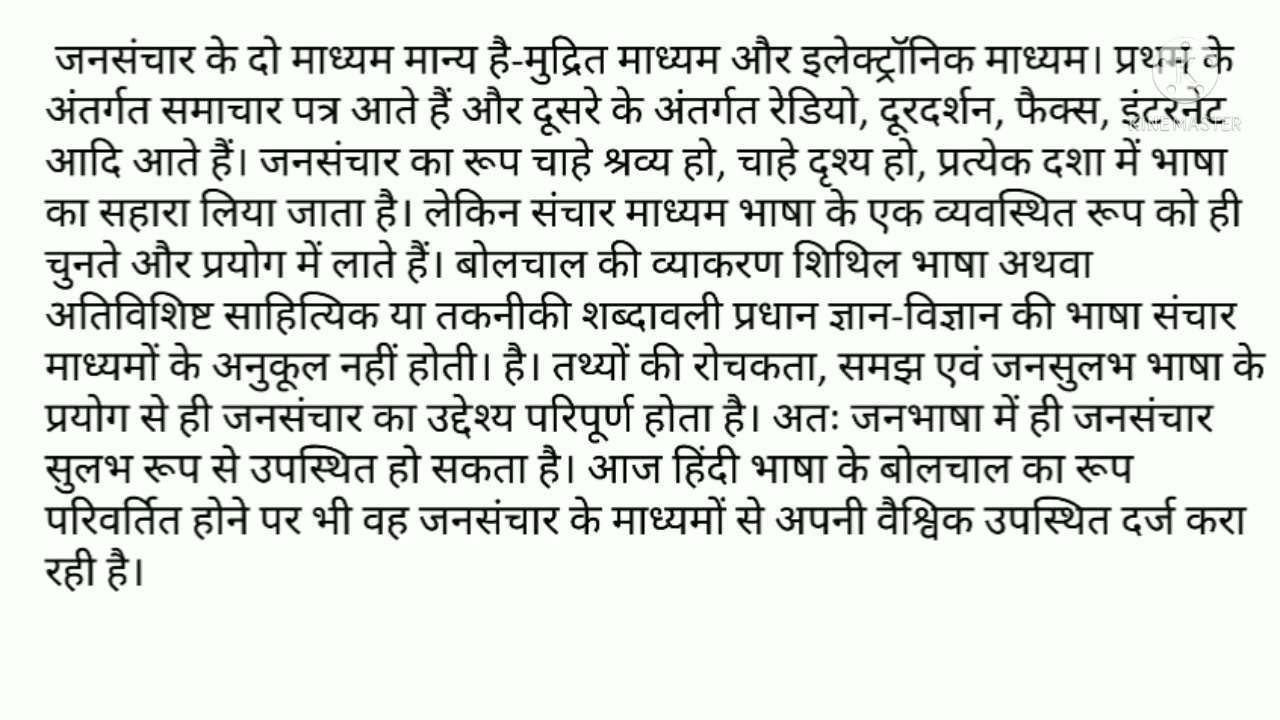 जनसंचार के दो माध्यम मान्य है-मुद्रित माध्यम और इलेक्ट्रॉनिक माध्यम। प्रथम के
अंतर्गत समाचार पत्र आते हैं और दूसरे के अंतर्गत रेडियो, दूरदर्शन, फैक्स, इंटरनेट
KINEMASTER
आदि आते हैं। जनसंचार का रूप चाहे श्रव्य हो, चाहे दृश्य हो, प्रत्येक दशा में भाषा
का सहारा लिया जाता है। लेकिन संचार माध्यम भाषा के एक व्यवस्थित रूप को ही
चुनते और प्रयोग में लाते हैं। बोलचाल की व्याकरण शिथिल भाषा अथवा
अतिविशिष्ट साहित्यिक या तकनीकी शब्दावली प्रधान ज्ञान-विज्ञान की भाषा संचार
माध्यमों के अनुकूल नहीं होती। है। तथ्यों की रोचकता, समझ एवं जनसुलभ भाषा के
प्रयोग से ही जनसंचार का उद्देश्य परिपूर्ण होता है। अतः जनभाषा में ही जनसंचार
सुलभ रूप से उपस्थित हो सकता है। आज हिंदी भाषा के बोलचाल का रूप
परिवर्तित होने पर भी वह जनसंचार के माध्यमों से अपनी वैश्विक उपस्थित दर्ज करा
रही है।